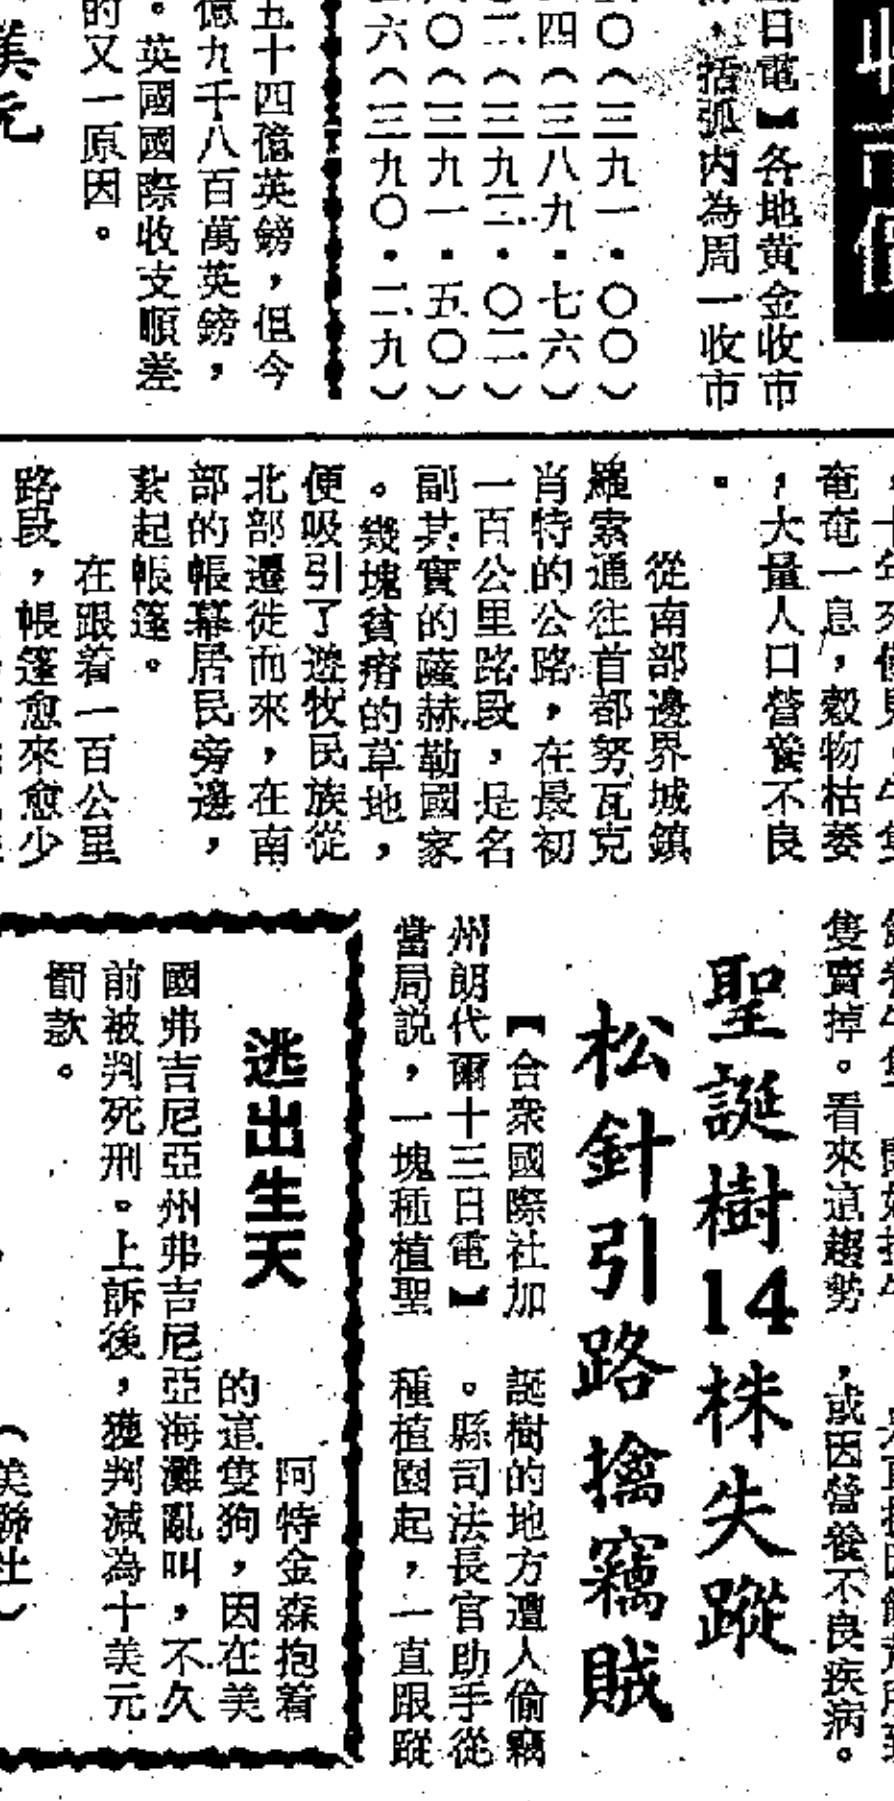 收市價
日電】各地黃金收市
，括弧內為周一收市
〇（三九一・〇〇）
四（三八九・七六）
二（三九二・〇二）
〇（三九一・五〇）
六（三九〇・二九）
五十四億英鎊，但今
億九千八百萬英鎊，
。英國國際收支順差
的又一原因。
美元
奄奄一息，穀物枯萎
，大量人口營養不良
。
從南部邊界城鎮
羅索通往首都努瓦克
肖特的公路，在最初
一百公里路段，是名
副其實的薩赫勒國家
。幾塊貧瘠的草地，
便吸引了遊牧民族從
北部遷徙而來，在南
部的帳幕居民旁邊，
紮起帳篷。
在跟着一百公里
路段，帳篷愈來愈少
隻賣掉。看來這趨勢
，或因營養不良疾病。
聖誕樹14株失蹤
松針引路擒竊賊
【合衆國際社加
州朗代爾十三日電】
當局說，一塊種植聖
誕樹的地方遭人偷竊
。縣司法長官助手從
種植園起，一直跟蹤
逃出生天
阿特金森抱着
的這隻狗，因在美
國弗吉尼亞州弗吉尼亞海灘亂叫，不久
前被判死刑。上訴後，獲判減為十美元
罰款。
（美聯社）